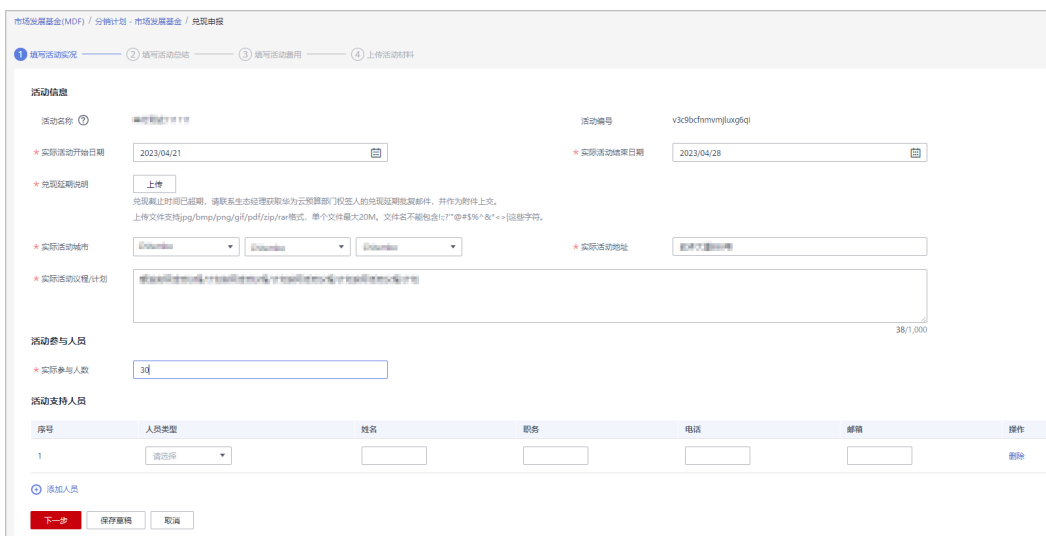 市场发展基金(MDF) / 分销计划 - 市场发展基金 / 兑现申报
1 填写活动实况 2 填写活动总结 3 填写活动费用 4 上传活动材料
活动信息
活动名称 ? 活动编号 v3c9bcfnmvmjluxg6ql
* 实际活动开始日期 2023/04/21 * 实际活动结束日期 2023/04/28
* 兑现延期说明 上传
兑现截止时间已超期，请联系生态经理获取华为云预算部门权签人的兑现延期批复邮件，并作为附件上交。
上传文件支持jpg/bmp/png/gif/pdf/zip/rar格式，单个文件最大20M。文件名不能包含!;?'"@#$%^&*<>|这些字符。
* 实际活动城市 * 实际活动地址
* 实际活动议程/计划
38/1,000
活动参与人员
* 实际参与人数 30
活动支持人员
序号 人员类型 姓名 职务 电话 邮箱 操作
1 请选择 删除
添加人员
下一步 保存草稿 取消